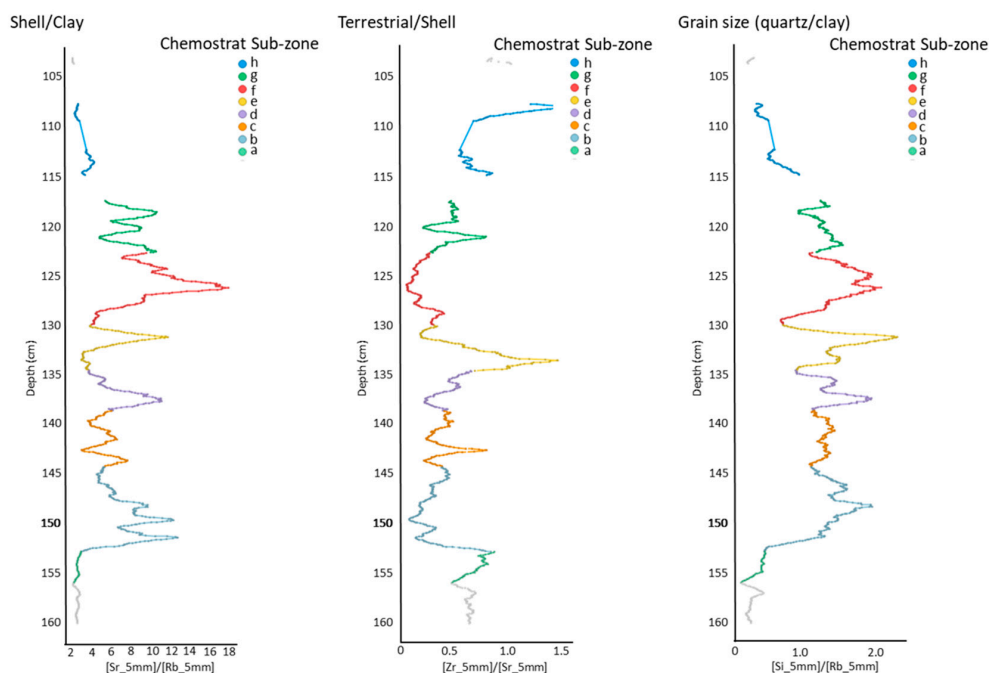 Shell/Clay
Chemostrat Sub-zone
h
g
f
e
d
c
b
a
Depth (cm)
105
110
115
120
125
130
135
140
145
150
155
160
2 4 6 8 10 12 14 16 18
[Sr_5mm]/[Rb_5mm]
Terrestrial/Shell
Chemostrat Sub-zone
h
g
f
e
d
c
b
a
Depth (cm)
105
110
115
120
125
130
135
140
145
150
155
160
0 0.5 1.0 1.5
[Zr_5mm]/[Sr_5mm]
Grain size (quartz/clay)
Chemostrat Sub-zone
h
g
f
e
d
c
b
a
Depth (cm)
105
110
115
120
125
130
135
140
145
150
155
160
0 1.0 2.0
[Si_5mm]/[Rb_5mm]